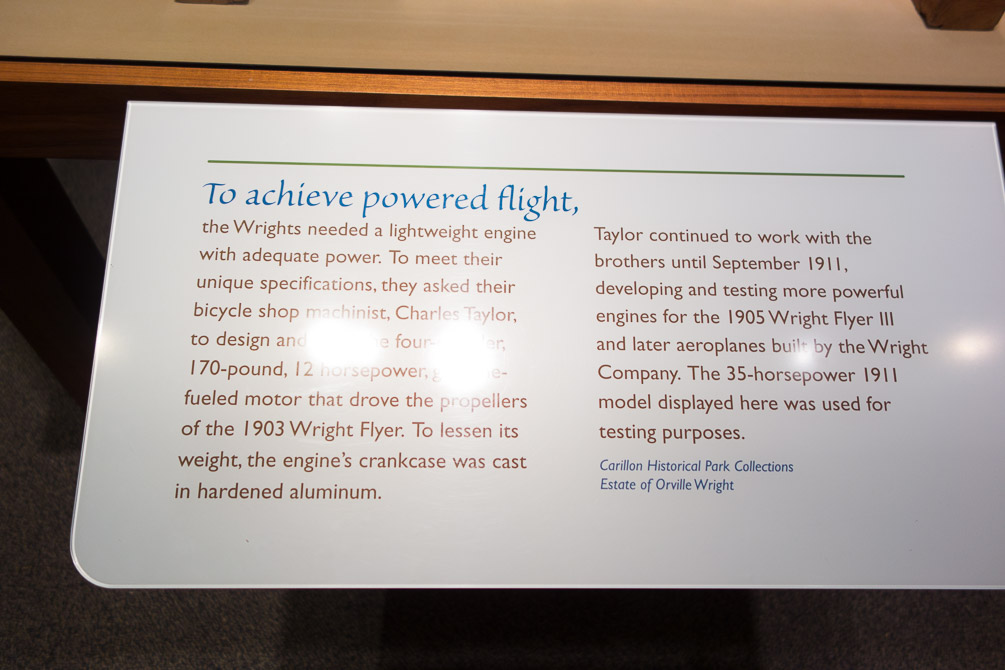 To achieve powered flight,
the Wrights needed a lightweight engine
with adequate power. To meet their
unique specifications, they asked their
bicycle shop machinist, Charles Taylor,
to design and four-
170-pound, 12 horsepower,
fueled motor that drove the propellers
of the 1903 Wright Flyer. To lessen its
weight, the engine's crankcase was cast
in hardened aluminum.
Taylor continued to work with the
brothers until September 1911,
developing and testing more powerful
engines for the 1905 Wright Flyer III
and later aeroplanes built by the Wright
Company. The 35-horsepower 1911
model displayed here was used for
testing purposes.
Carillon Historical Park Collections
Estate of Orville Wright